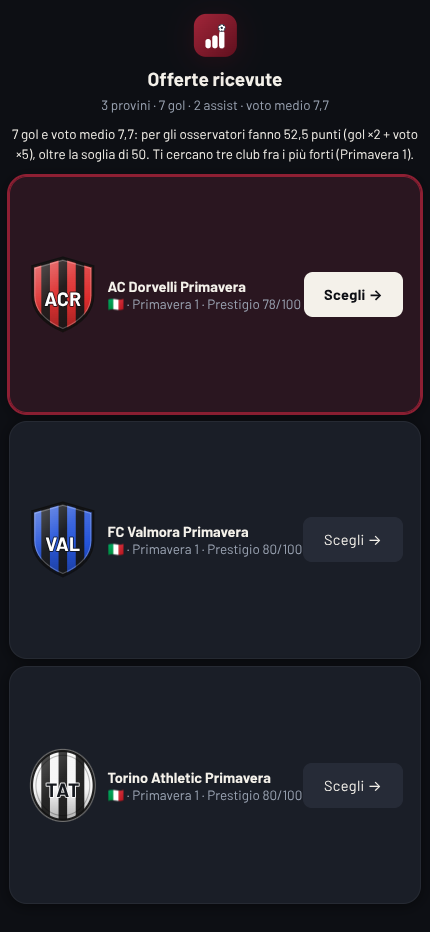 Offerte ricevute
3 provini · 7 gol · 2 assist · voto medio 7,7
7 gol e voto medio 7,7: per gli osservatori fanno 52,5 punti (gol ×2 + voto
×5), oltre la soglia di 50. Ti cercano tre club fra i più forti (Primavera 1).
ACR
AC Dorvelli Primavera
🇮🇹 · Primavera 1 · Prestigio 78/100
Scegli →
VAL
FC Valmora Primavera
🇮🇹 · Primavera 1 · Prestigio 80/100
Scegli →
TAT
Torino Athletic Primavera
🇮🇹 · Primavera 1 · Prestigio 80/100
Scegli →